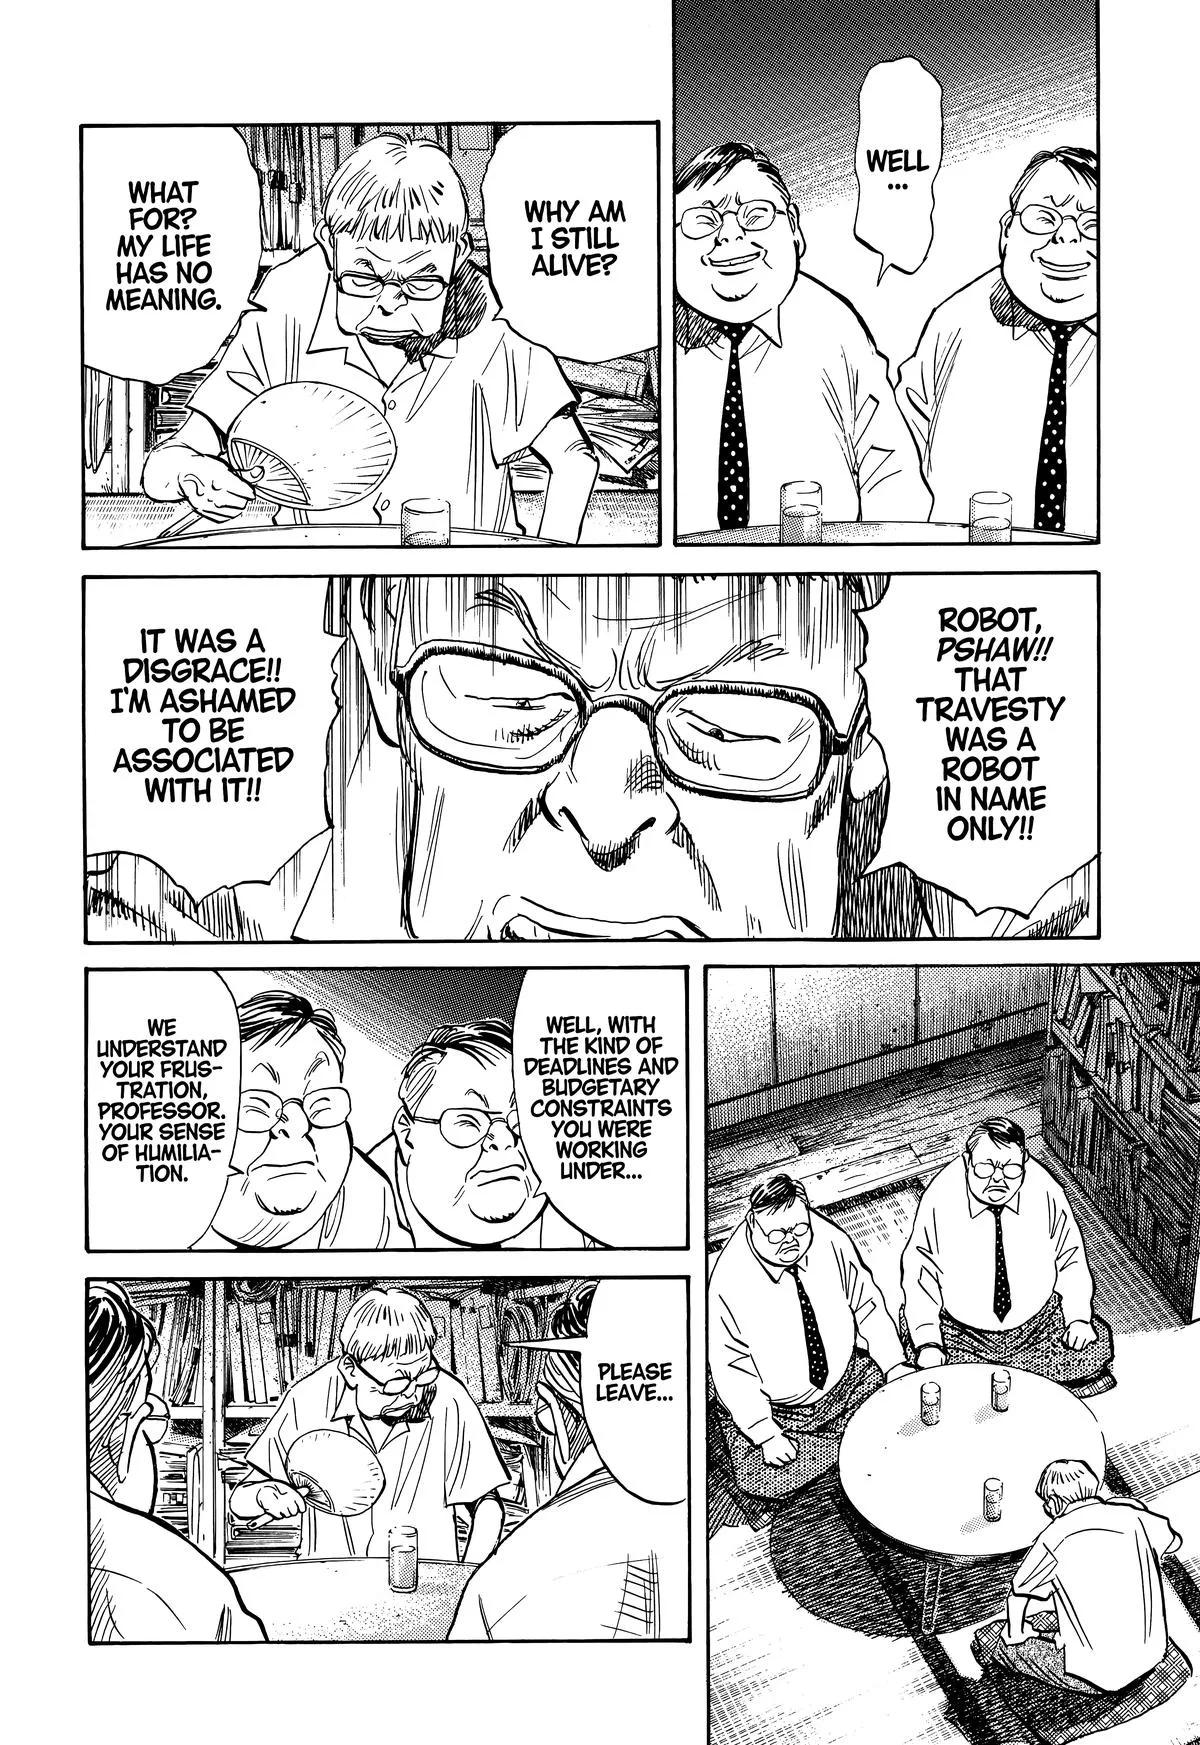 WELL
...
WHY AM
I STILL
ALIVE?
WHAT
FOR?
MY LIFE
HAS NO
MEANING.
ROBOT,
PSHAW!!
THAT
TRAVESTY
WAS A
ROBOT
IN NAME
ONLY!!
IT WAS A
DISGRACE!!
I'M ASHAMED
TO BE
ASSOCIATED
WITH IT!!
WELL, WITH
THE KIND OF
DEADLINES AND
BUDGETARY
CONSTRAINTS
YOU WERE
WORKING
UNDER...
WE
UNDERSTAND
YOUR FRUS-
TRATION,
PROFESSOR.
YOUR SENSE
OF HUMILIA-
TION.
PLEASE
LEAVE...